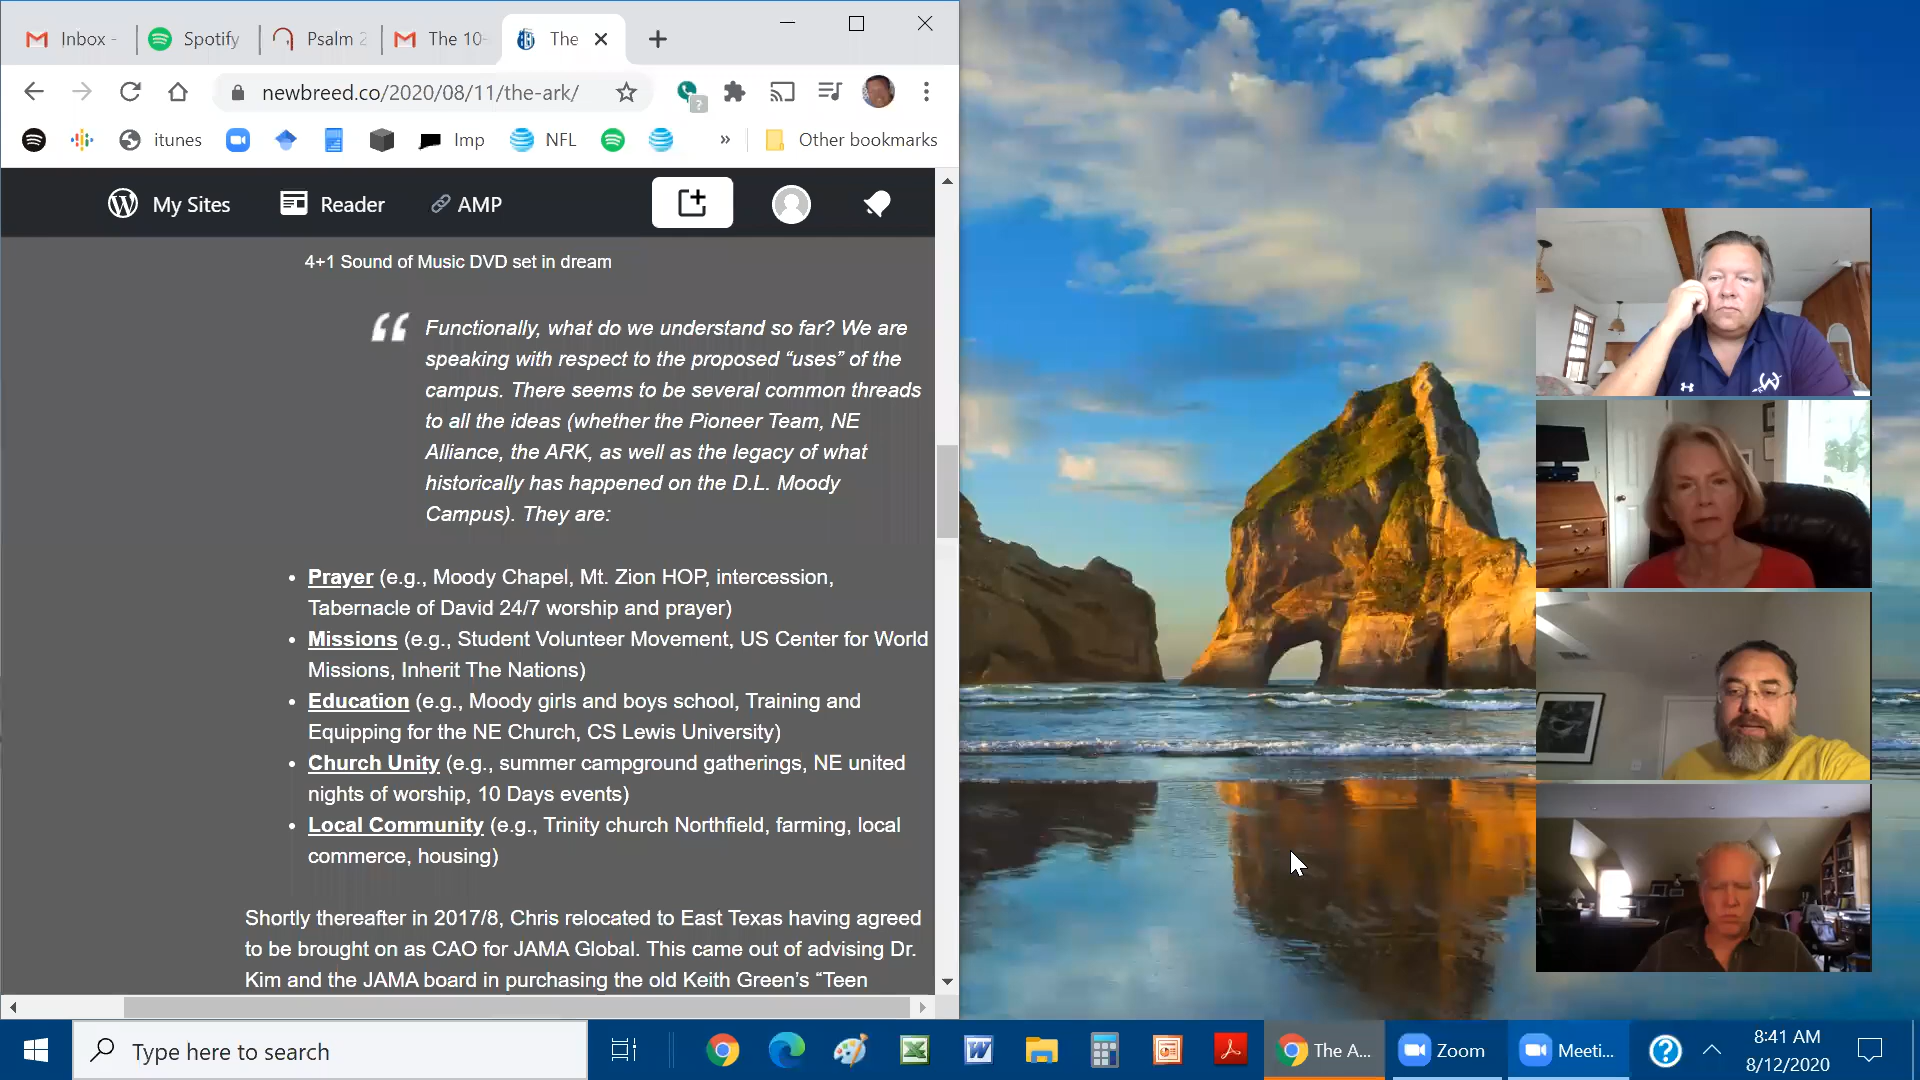 Inbox -
Spotify
Psalm 2
The 10-
The
newbreed.co/2020/08/11/the-ark/
?
itunes
Imp
NFL
»
Other bookmarks
My Sites
Reader
AMP
4+1 Sound of Music DVD set in dream
“ Functionally, what do we understand so far? We are
speaking with respect to the proposed “uses” of the
campus. There seems to be several common threads
to all the ideas (whether the Pioneer Team, NE
Alliance, the ARK, as well as the legacy of what
historically has happened on the D.L. Moody
Campus). They are:
• Prayer (e.g., Moody Chapel, Mt. Zion HOP, intercession,
Tabernacle of David 24/7 worship and prayer)
• Missions (e.g., Student Volunteer Movement, US Center for World
Missions, Inherit The Nations)
• Education (e.g., Moody girls and boys school, Training and
Equipping for the NE Church, CS Lewis University)
• Church Unity (e.g., summer campground gatherings, NE united
nights of worship, 10 Days events)
• Local Community (e.g., Trinity church Northfield, farming, local
commerce, housing)
Shortly thereafter in 2017/8, Chris relocated to East Texas having agreed
to be brought on as CAO for JAMA Global. This came out of advising Dr.
Kim and the JAMA board in purchasing the old Keith Green’s “Teen
Type here to search
The A...
Zoom
Meeti...
8:41 AM
8/12/2020